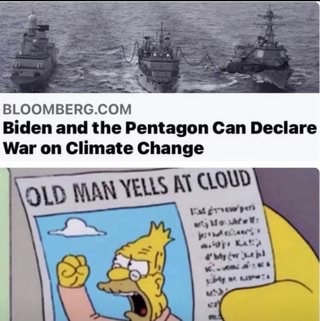 BLOOMBERG.COM
Biden and the Pentagon Can Declare
War on Climate Change
OLD MAN YELLS AT CLOUD